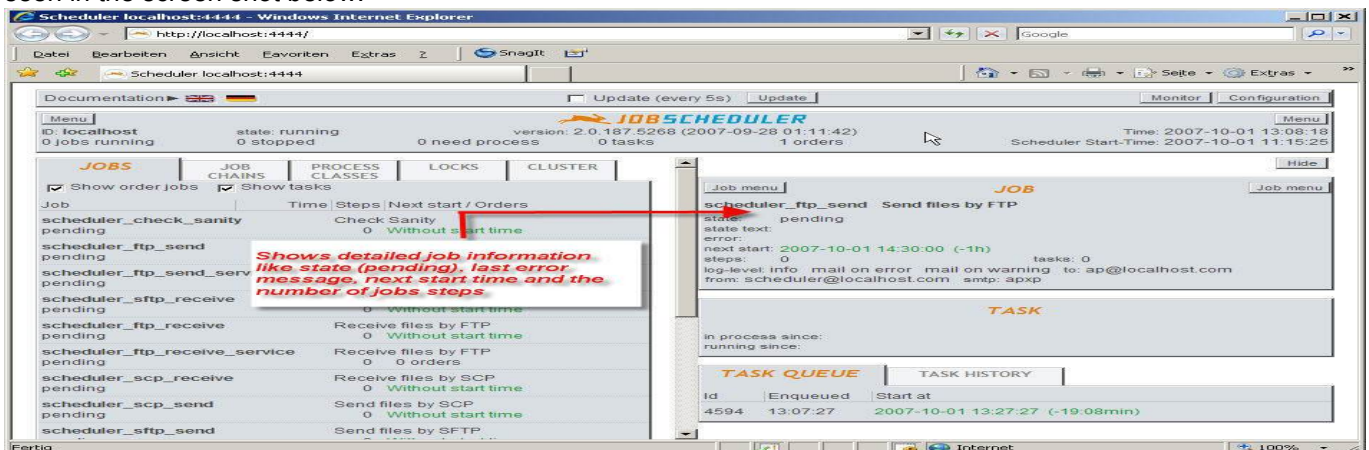 Scheduler localhost:4444 - Windows Internet Explorer
http://localhost:4444/
Google
Datei Bearbeiten Ansicht Favoriten Extras ? SnagIt
Scheduler localhost:4444
Seite Extras
Documentation
Update (every 5s) Update
Monitor Configuration
Menu JOBSCHEDULER Menu
ID: localhost state: running version: 2.0.187.5268 (2007-09-28 01:11:42) Time: 2007-10-01 13:08:18
0 jobs running 0 stopped 0 need process 0 tasks 1 orders Scheduler Start-Time: 2007-10-01 11:15:25
JOBS JOB CHAINS PROCESS CLASSES LOCKS CLUSTER
Show order jobs Show tasks
Job Time Steps Next start / Orders
scheduler_check_sanity Check Sanity
pending 0 Without start time
scheduler_ftp_send
pending
scheduler_ftp_send_serv
pending
scheduler_sftp_receive
pending 0 Without start time
scheduler_ftp_receive Receive files by FTP
pending 0 Without start time
scheduler_ftp_receive_service Receive files by FTP
pending 0 0 orders
scheduler_scp_receive Receive files by SCP
pending 0 Without start time
scheduler_scp_send Send files by SCP
pending 0 Without start time
scheduler_sftp_send Send files by SFTP
Shows detailed job information
like state (pending), last error
message, next start time and the
number of jobs steps
Hide
Job menu JOB Job menu
scheduler_ftp_send Send files by FTP
state: pending
state text:
error:
next start: 2007-10-01 14:30:00 (-1h)
steps: 0 tasks: 0
log-level: info mail on error mail on warning to: ap@localhost.com
from: scheduler@localhost.com smtp: apxp
TASK
in process since:
running since:
TASK QUEUE TASK HISTORY
Id Enqueued Start at
4594 13:07:27 2007-10-01 13:27:27 (-19:08min)
Fertig Internet 100%